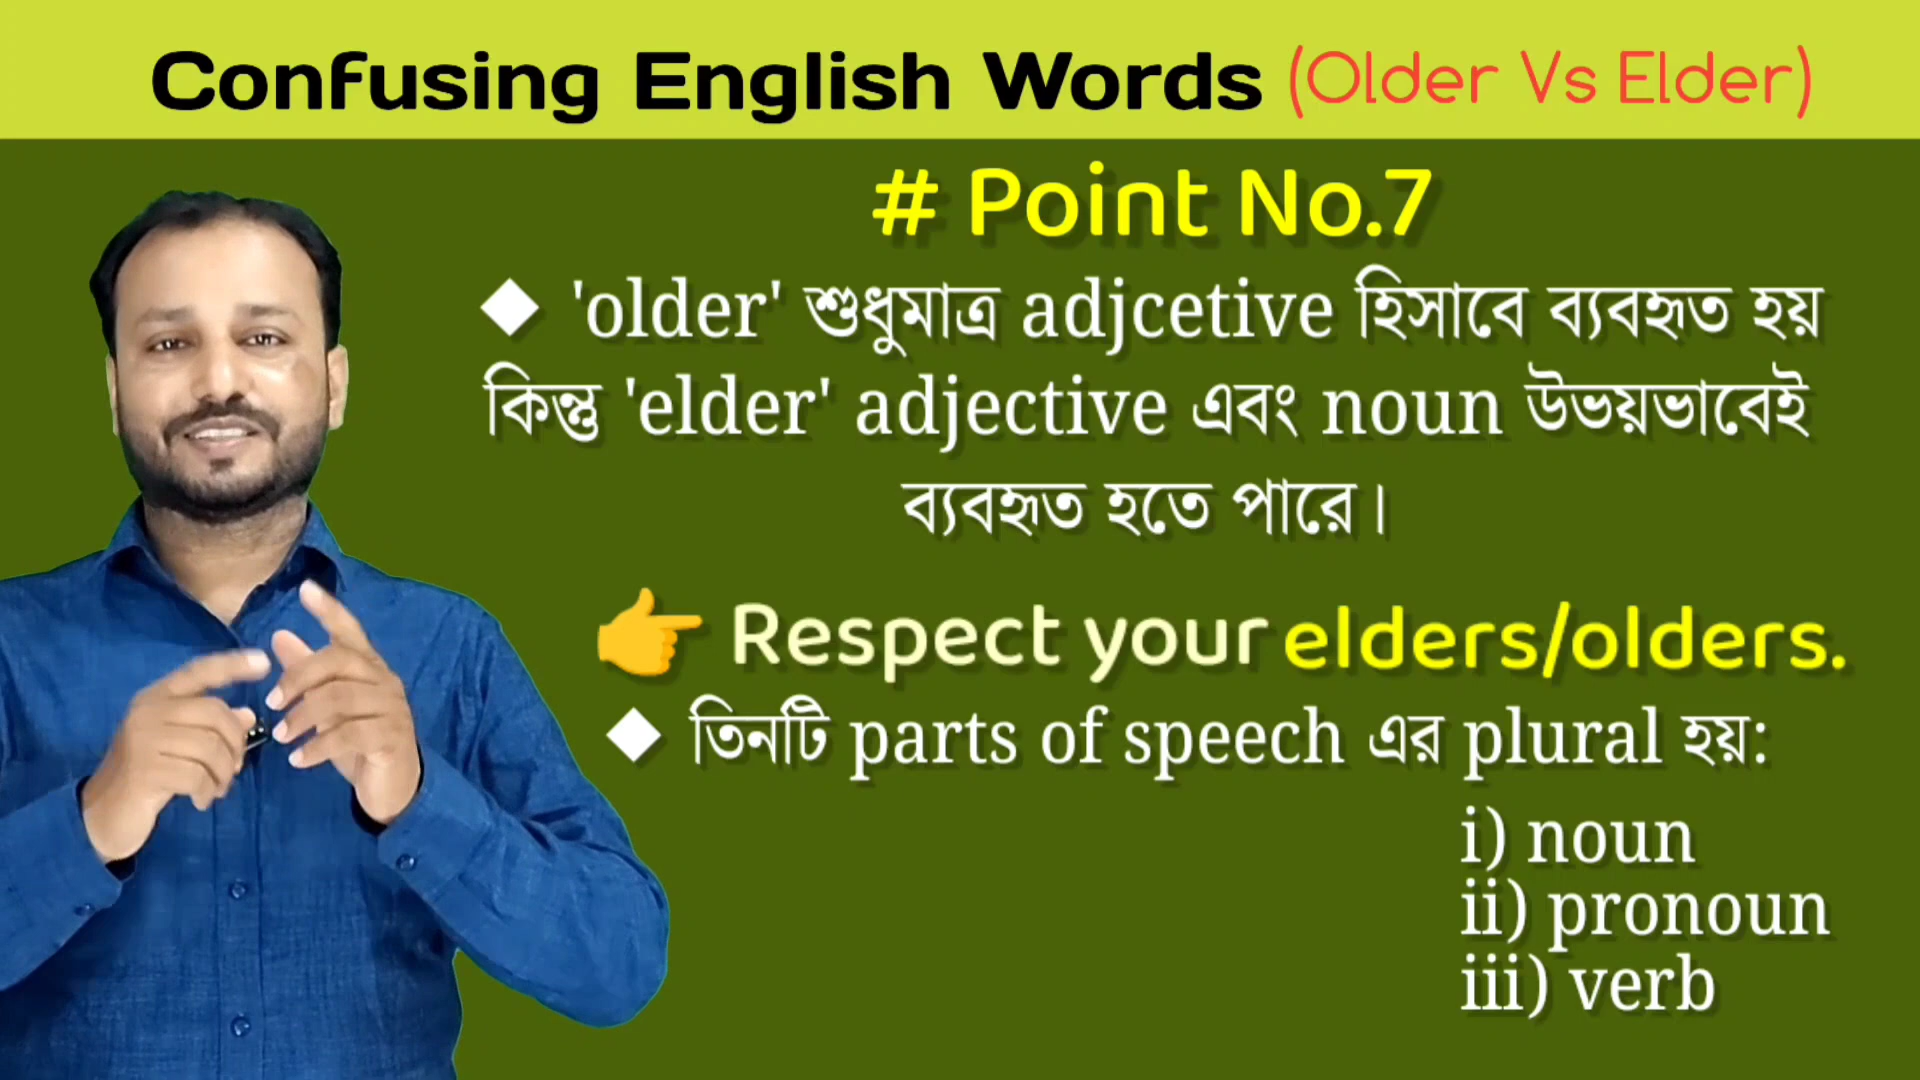 Confusing English Words (Older Vs Elder)
# Point No.7
◆ 'older' শুধুমাত্র adjcetive হিসাবে ব্যবহৃত হয়
কিন্তু 'elder' adjective এবং noun উভয়ভাবেই
ব্যবহৃত হতে পারে।
👉 Respect your elders/olders.
◆ তিনটি parts of speech এর plural হয়:
i) noun
ii) pronoun
iii) verb